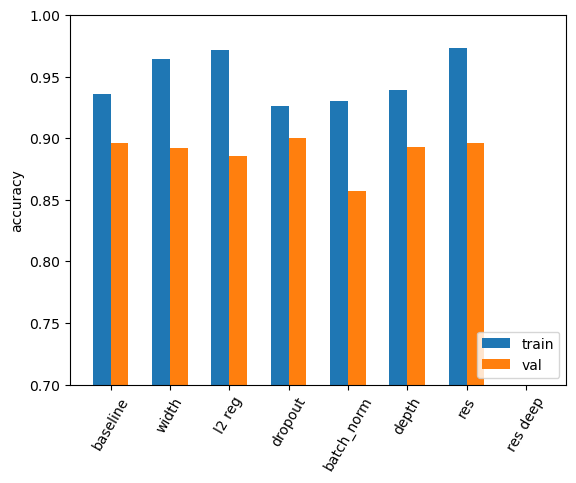 1.00
0.95
0.90
0.85
0.80
0.75
0.70
accuracy
baseline
width
l2 reg
dropout
batch_norm
depth
res
res deep
train
val